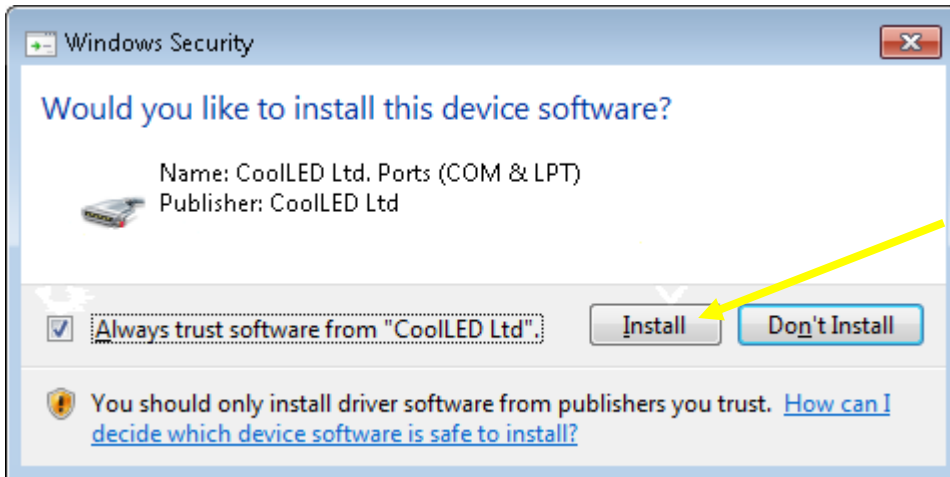 Windows Security
Would you like to install this device software?
Name: CoolLED Ltd. Ports (COM & LPT)
Publisher: CoolLED Ltd
Always trust software from "CoolLED Ltd".
Install
Don't Install
You should only install driver software from publishers you trust. How can I
decide which device software is safe to install?